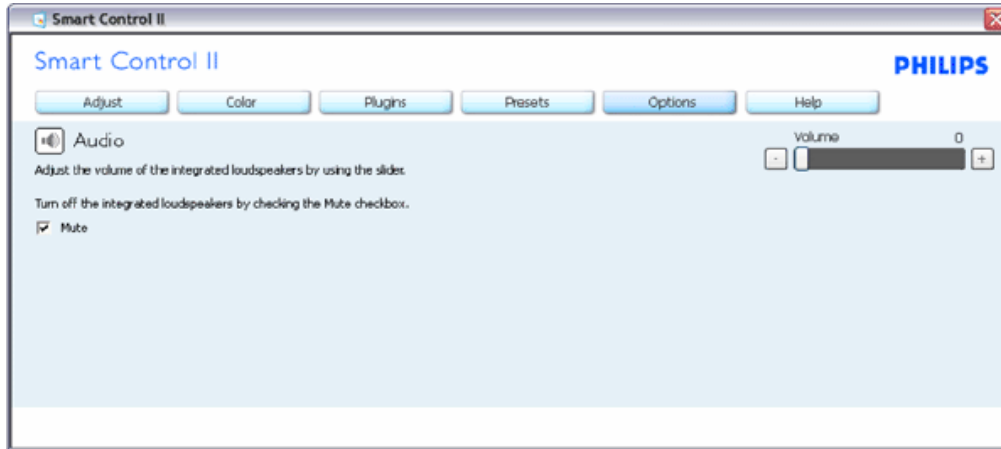 Smart Control II
Smart Control II
PHILIPS
Adjust Color Plugins Presets Options Help
Audio
Volume 0
- +
Adjust the volume of the integrated loudspeakers by using the slider.
Turn off the integrated loudspeakers by checking the Mute checkbox.
Mute